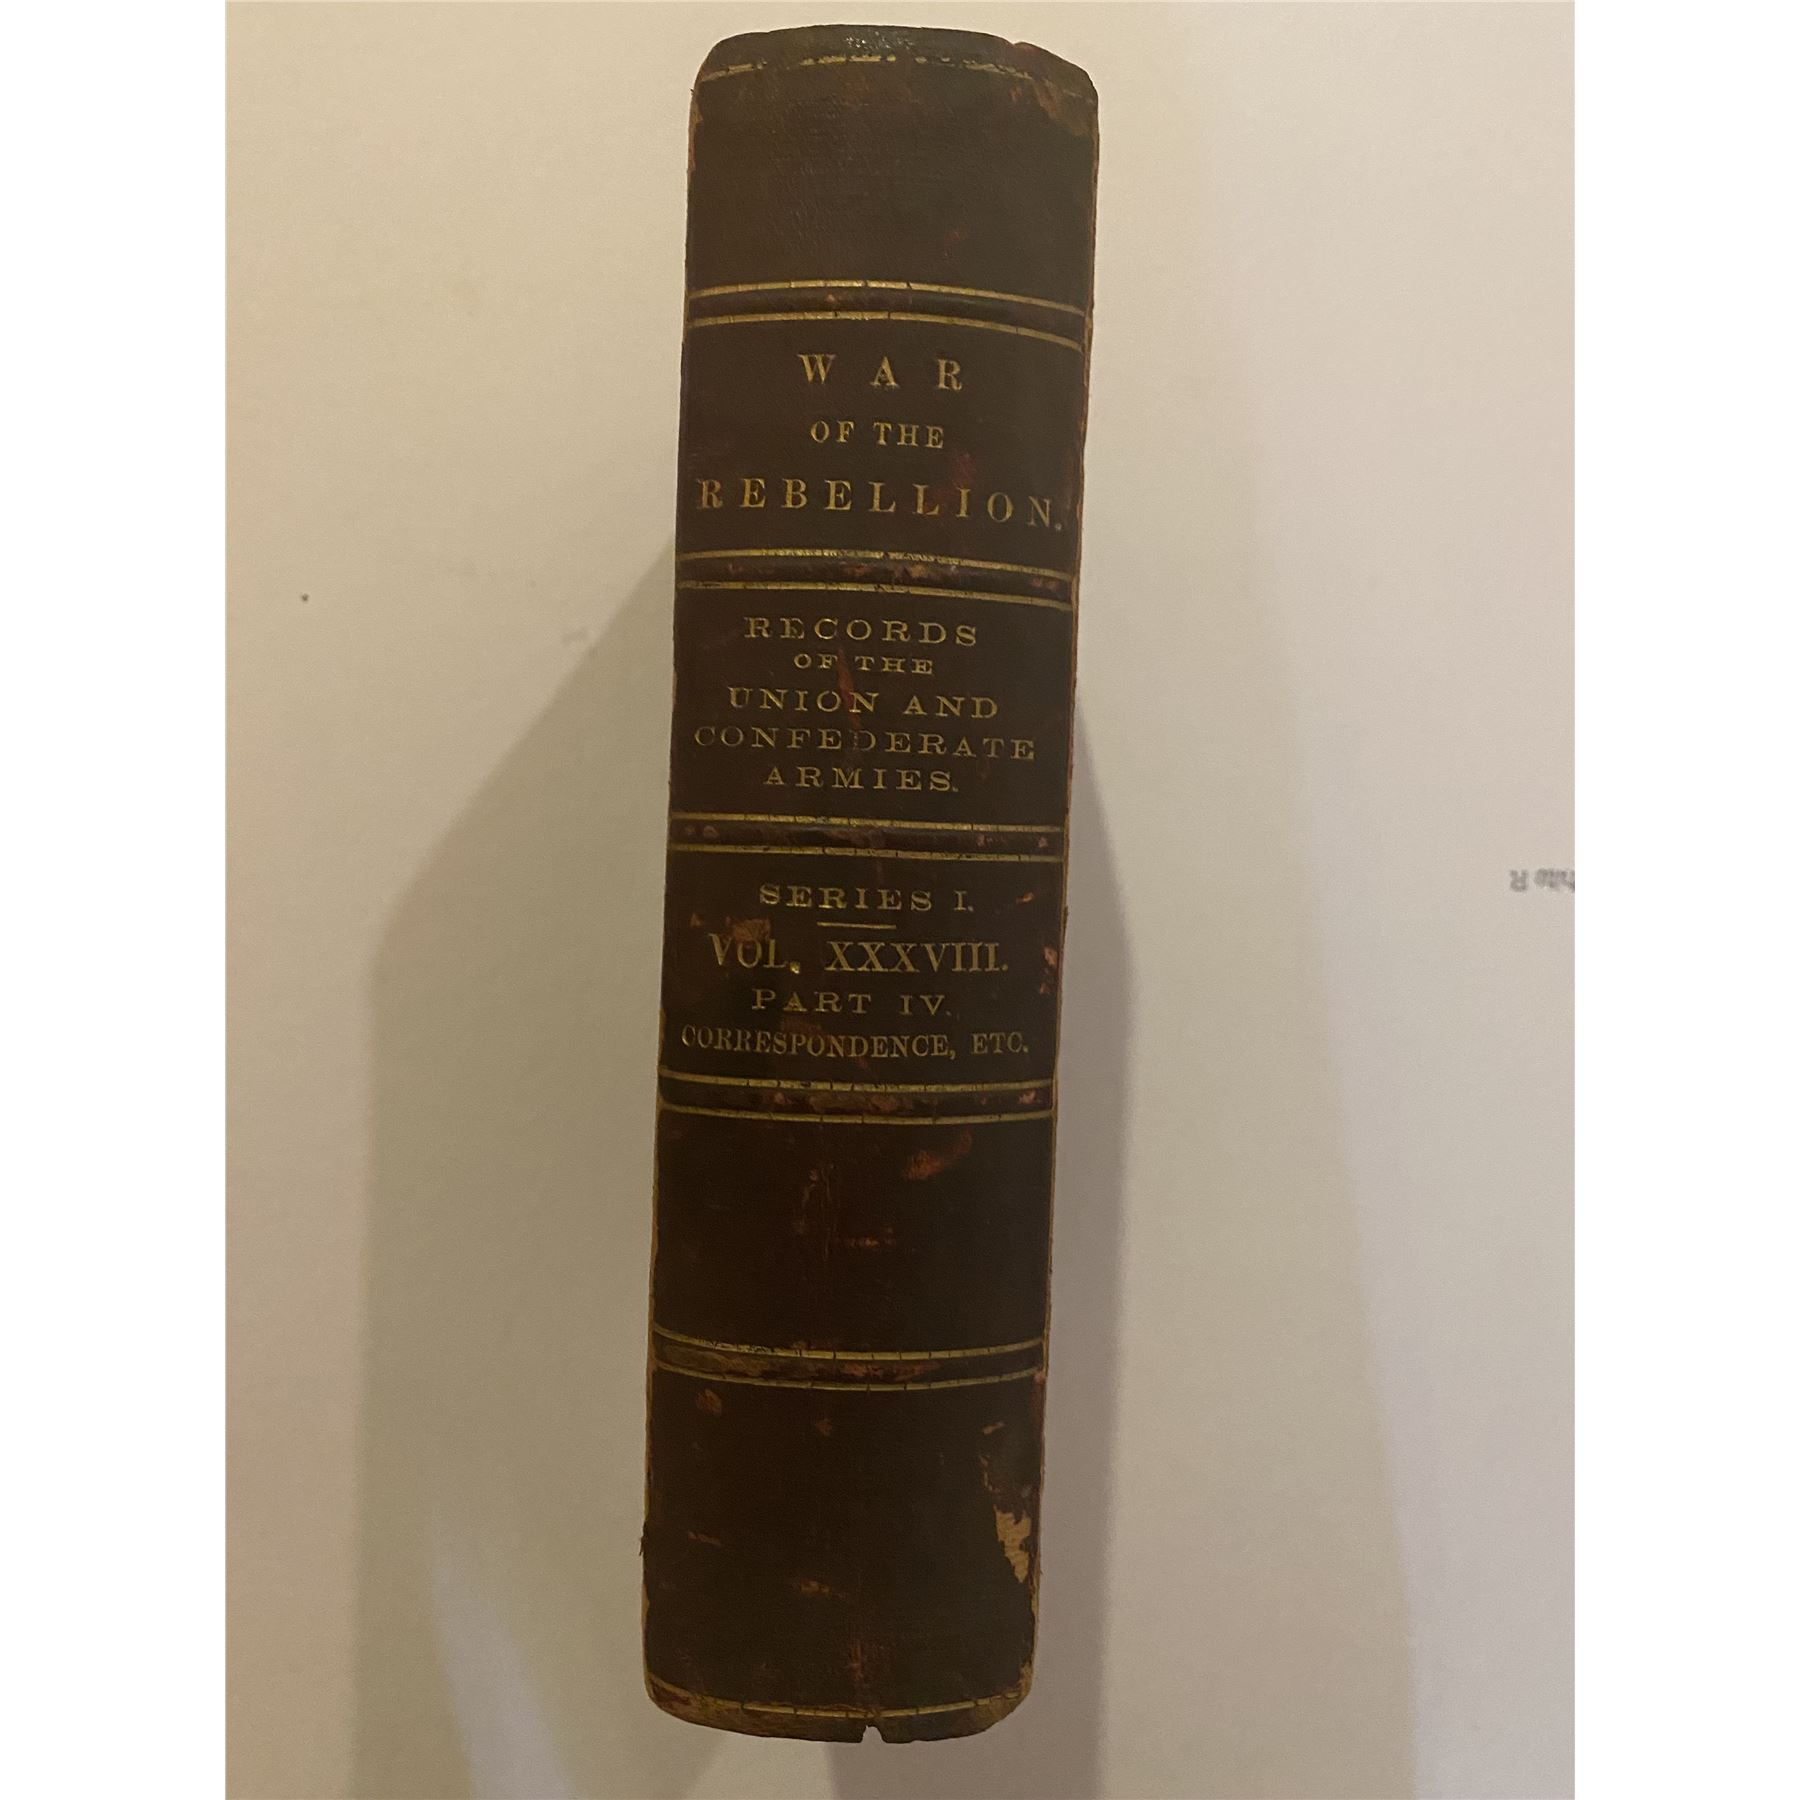 WAR
OF THE
REBELLION.
RECORDS
OF THE
UNION AND
CONFEDERATE
ARMIES.
SERIES I.
VOL. XXXVIII.
PART IV.
CORRESPONDENCE, ETC.